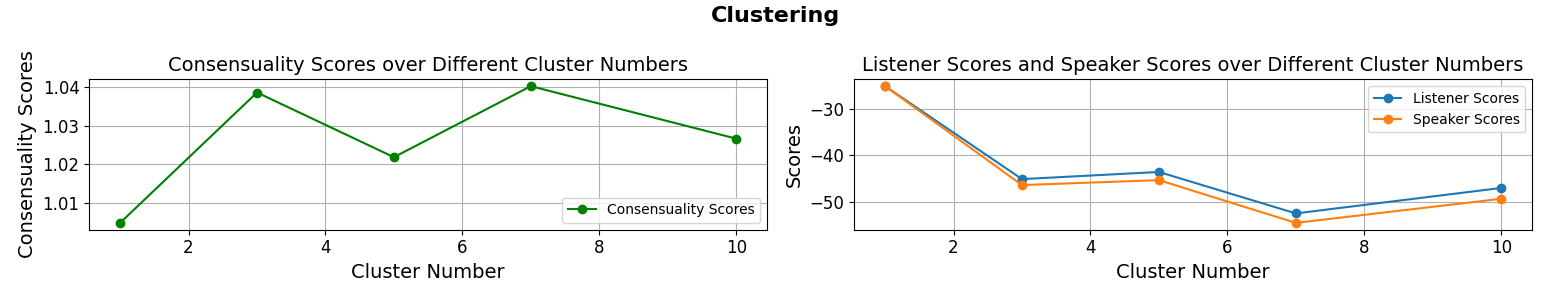 Clustering
Consensuality Scores over Different Cluster Numbers
Consensuality Scores
1.04
1.03
1.02
1.01
2 4 6 8 10
Cluster Number
Consensuality Scores
Listener Scores and Speaker Scores over Different Cluster Numbers
Scores
−30
−40
−50
2 4 6 8 10
Cluster Number
Listener Scores
Speaker Scores